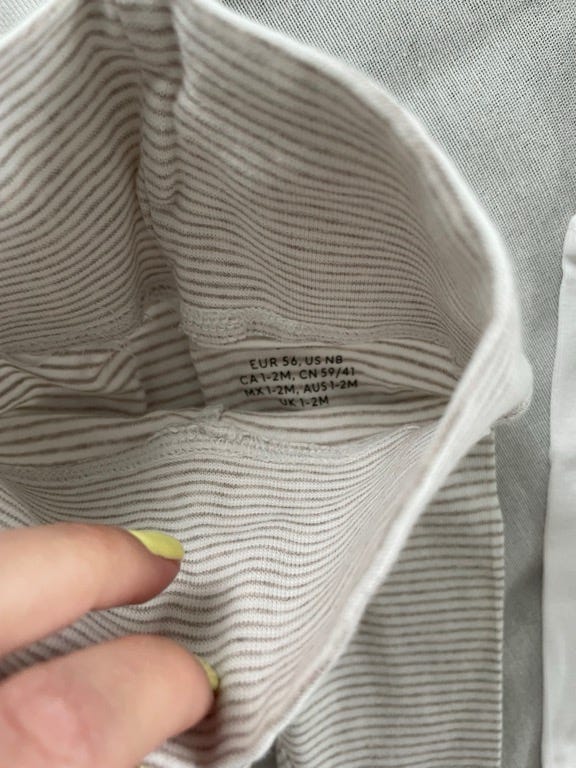 EUR 56, US NB
CA 1-2M, CN 59/41
MX 1-2M, AUS 1-2M
UK 1-2M